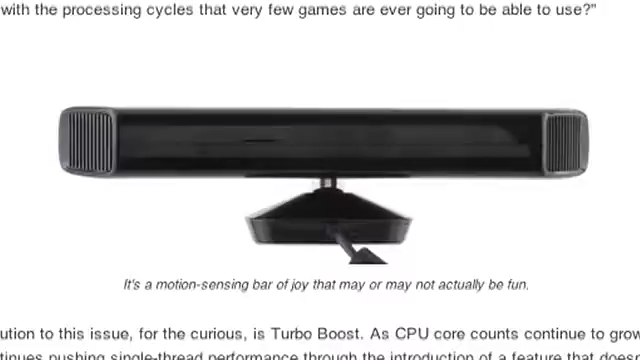 with the processing cycles that very few games are ever going to be able to use?"
It's a motion-sensing bar of joy that may or may not actually be fun.
ution to this issue, for the curious, is Turbo Boost. As CPU core counts continue to grow
tinues pushing single-thread performance through the introduction of a feature that does